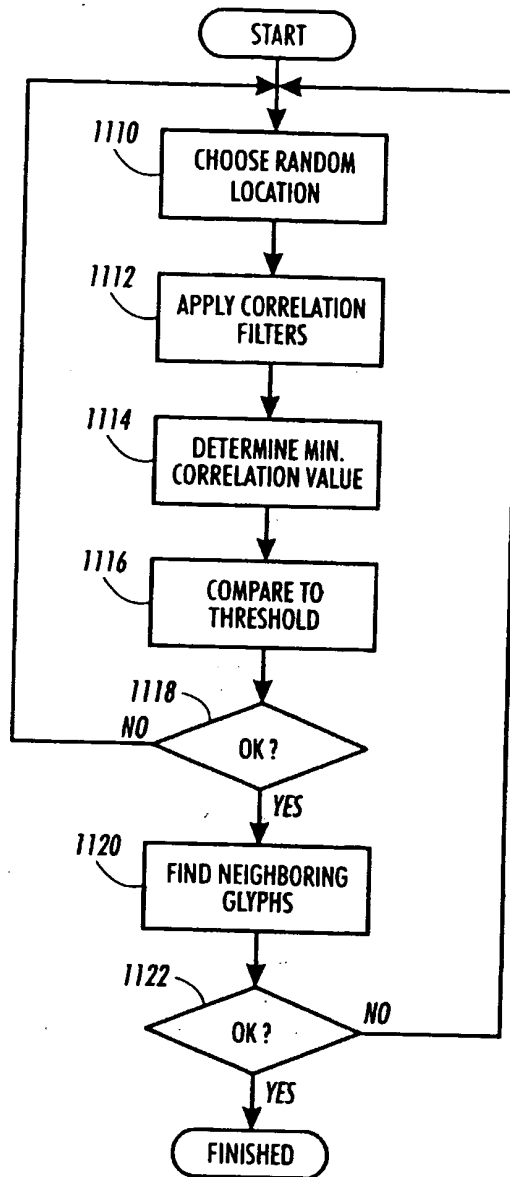 START
1110
CHOOSE RANDOM
LOCATION
1112
APPLY CORRELATION
FILTERS
1114
DETERMINE MIN.
CORRELATION VALUE
1116
COMPARE TO
THRESHOLD
1118
NO
OK ?
YES
1120
FIND NEIGHBORING
GLYPHS
1122
OK ?
NO
YES
FINISHED